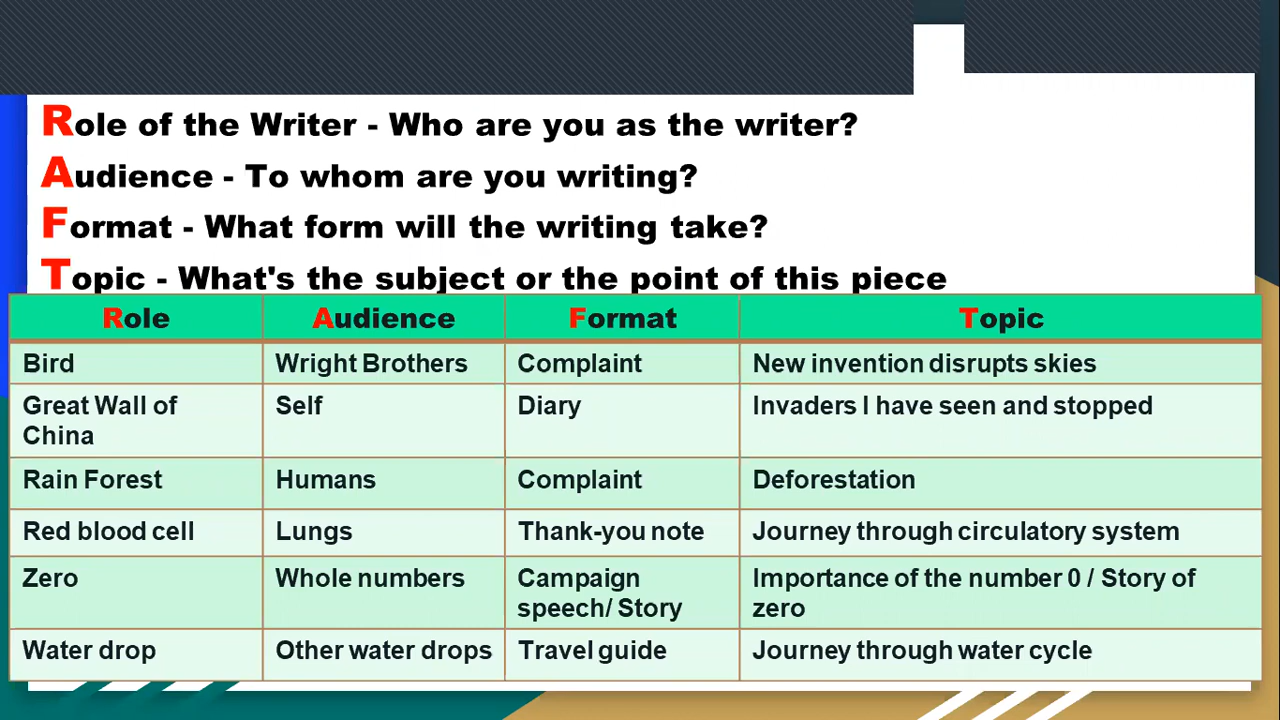 Role of the Writer - Who are you as the writer?
Audience - To whom are you writing?
Format - What form will the writing take?
Topic - What's the subject or the point of this piece
Role Audience Format Topic
Bird Wright Brothers Complaint New invention disrupts skies
Great Wall of Self Diary Invaders I have seen and stopped
China
Rain Forest Humans Complaint Deforestation
Red blood cell Lungs Thank-you note Journey through circulatory system
Zero Whole numbers Campaign Importance of the number 0 / Story of
speech/ Story zero
Water drop Other water drops Travel guide Journey through water cycle